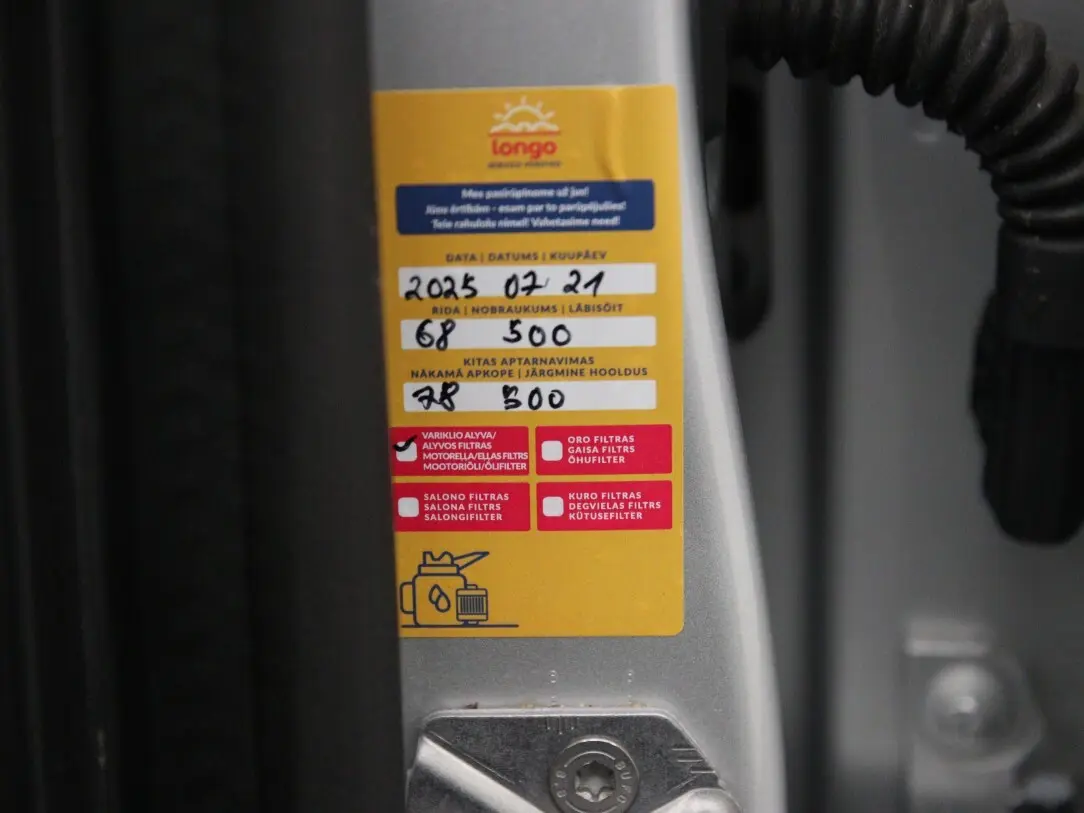 longo
Mes pasirūpinome už jus!
Jūsu ērtībām - esam par to parūpējušies!
Teie rahulolu nimel! Vahetasime need!
DATA | DATUMS | KUUPÄEV
2025 07 21
RIDA | NOBRAUKUMS | LÄBISÕIT
68 500
KITAS APTARNAVIMAS
NĀKAMĀ APKOPE | JÄRGMINE HOOLDUS
78 500
VARIKLIO ALYVA/
ALYVOS FILTRAS
MOTOREĻĻA/EĻĻAS FILTRS
MOOTORIÕLI/ÕLIFILTER
ORO FILTRAS
GAISA FILTRS
ÕHUFILTER
SALONO FILTRAS
SALONA FILTRS
SALONGIFILTER
KURO FILTRAS
DEGVIELAS FILTRS
KÜTUSEFILTER